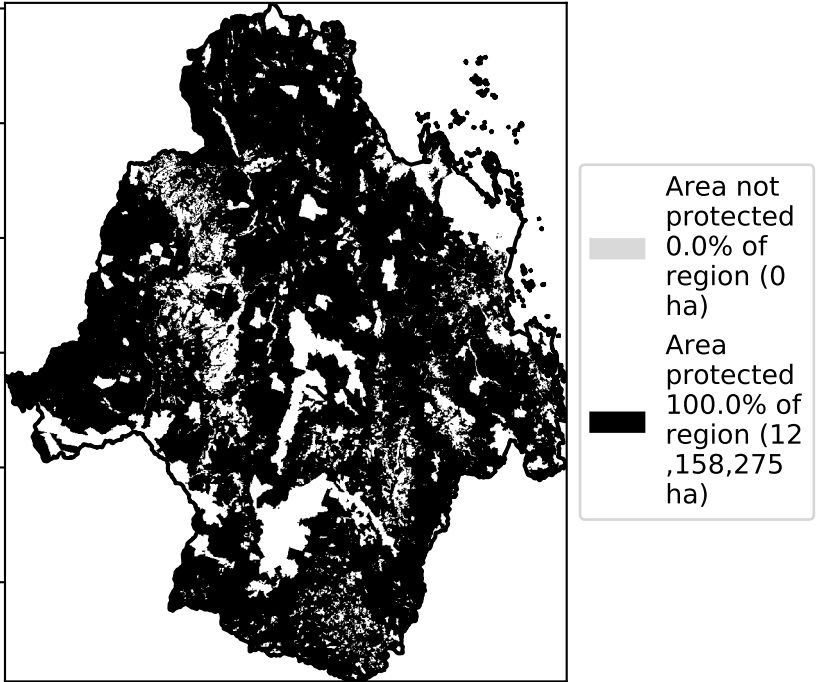 Area not
protected
0.0% of
region (0
ha)
Area
protected
100.0% of
region (12
,158,275
ha)